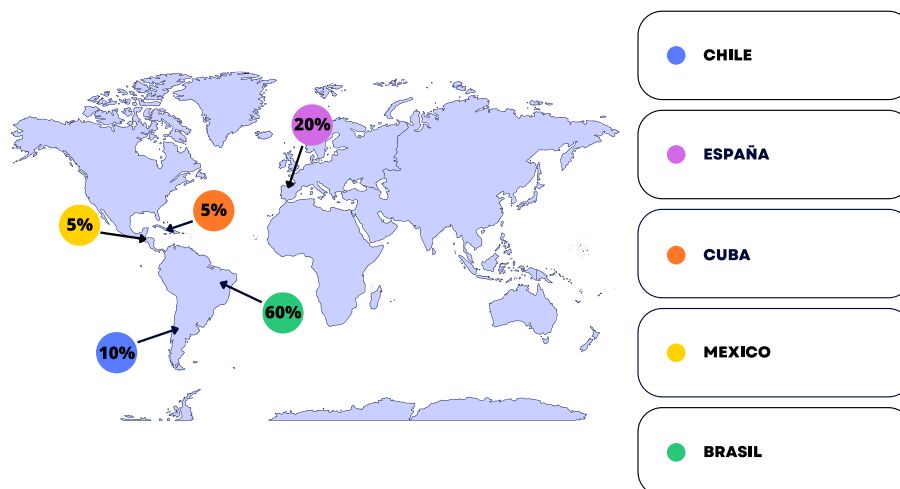 20%
5%
5%
60%
10%
CHILE
ESPAÑA
CUBA
MEXICO
BRASIL